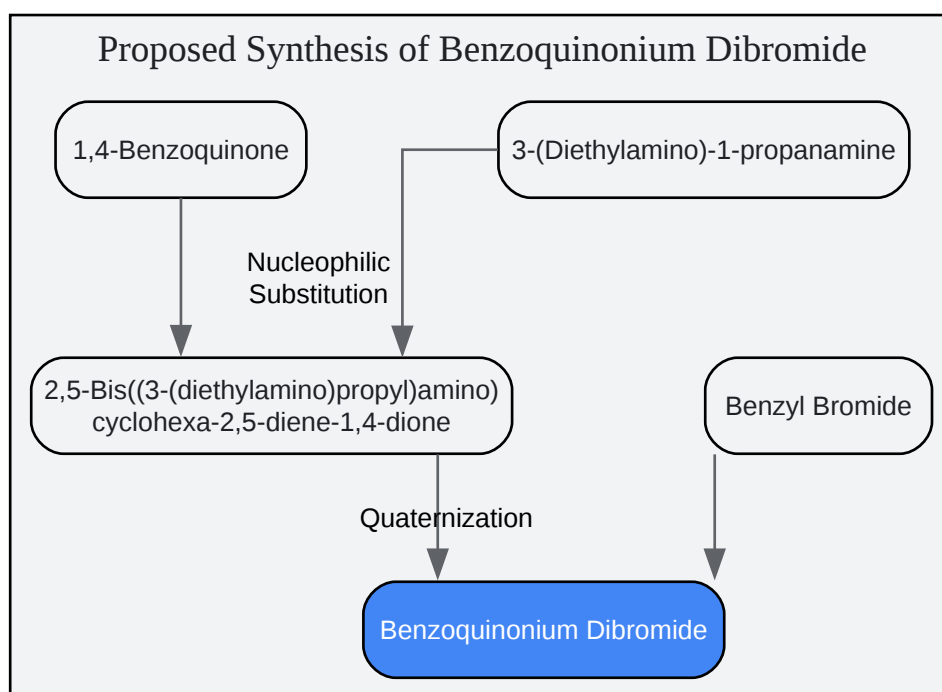 Proposed Synthesis of Benzoquinonium Dibromide
1,4-Benzoquinone
3-(Diethylamino)-1-propanamine
Nucleophilic
Substitution
2,5-Bis((3-(diethylamino)propyl)amino)
cyclohexa-2,5-diene-1,4-dione
Benzyl Bromide
Quaternization
Benzoquinonium Dibromide